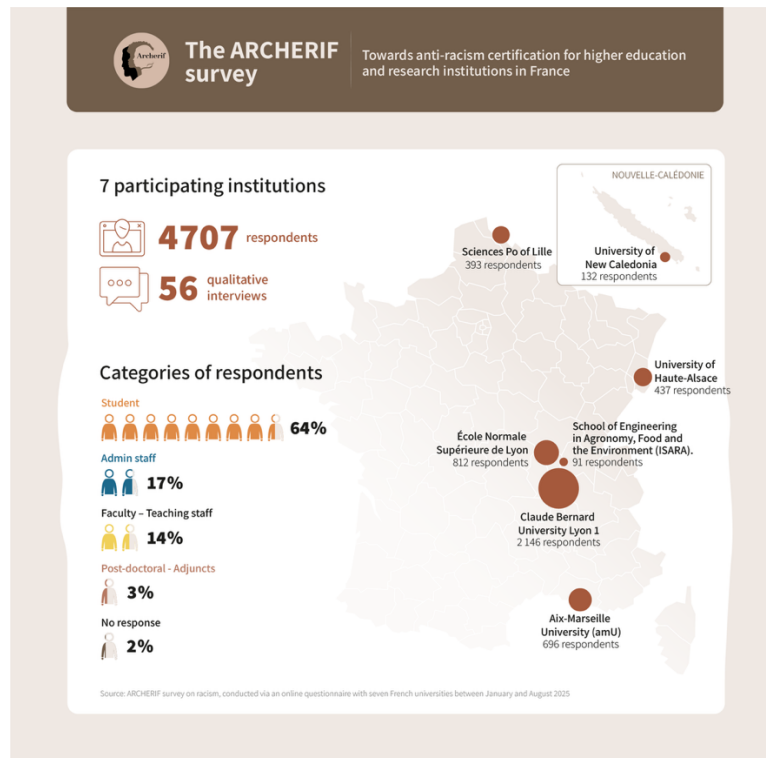 Archerif
The ARCHERIF
survey
Towards anti-racism certification for higher education
and research institutions in France
7 participating institutions
4707 respondents
56 qualitative
interviews
NOUVELLE-CALÉDONIE
University of
New Caledonia
132 respondents
Sciences Po of Lille
393 respondents
University of
Haute-Alsace
437 respondents
École Normale
Supérieure de Lyon
812 respondents
School of Engineering
in Agronomy, Food and
the Environment (ISARA).
91 respondents
Claude Bernard
University Lyon 1
2 146 respondents
Aix-Marseille
University (amU)
696 respondents
Categories of respondents
Student
64%
Admin staff
17%
Faculty – Teaching staff
14%
Post-doctoral - Adjuncts
3%
No response
2%
Source: ARCHERIF survey on racism, conducted via an online questionnaire with seven French universities between January and August 2025